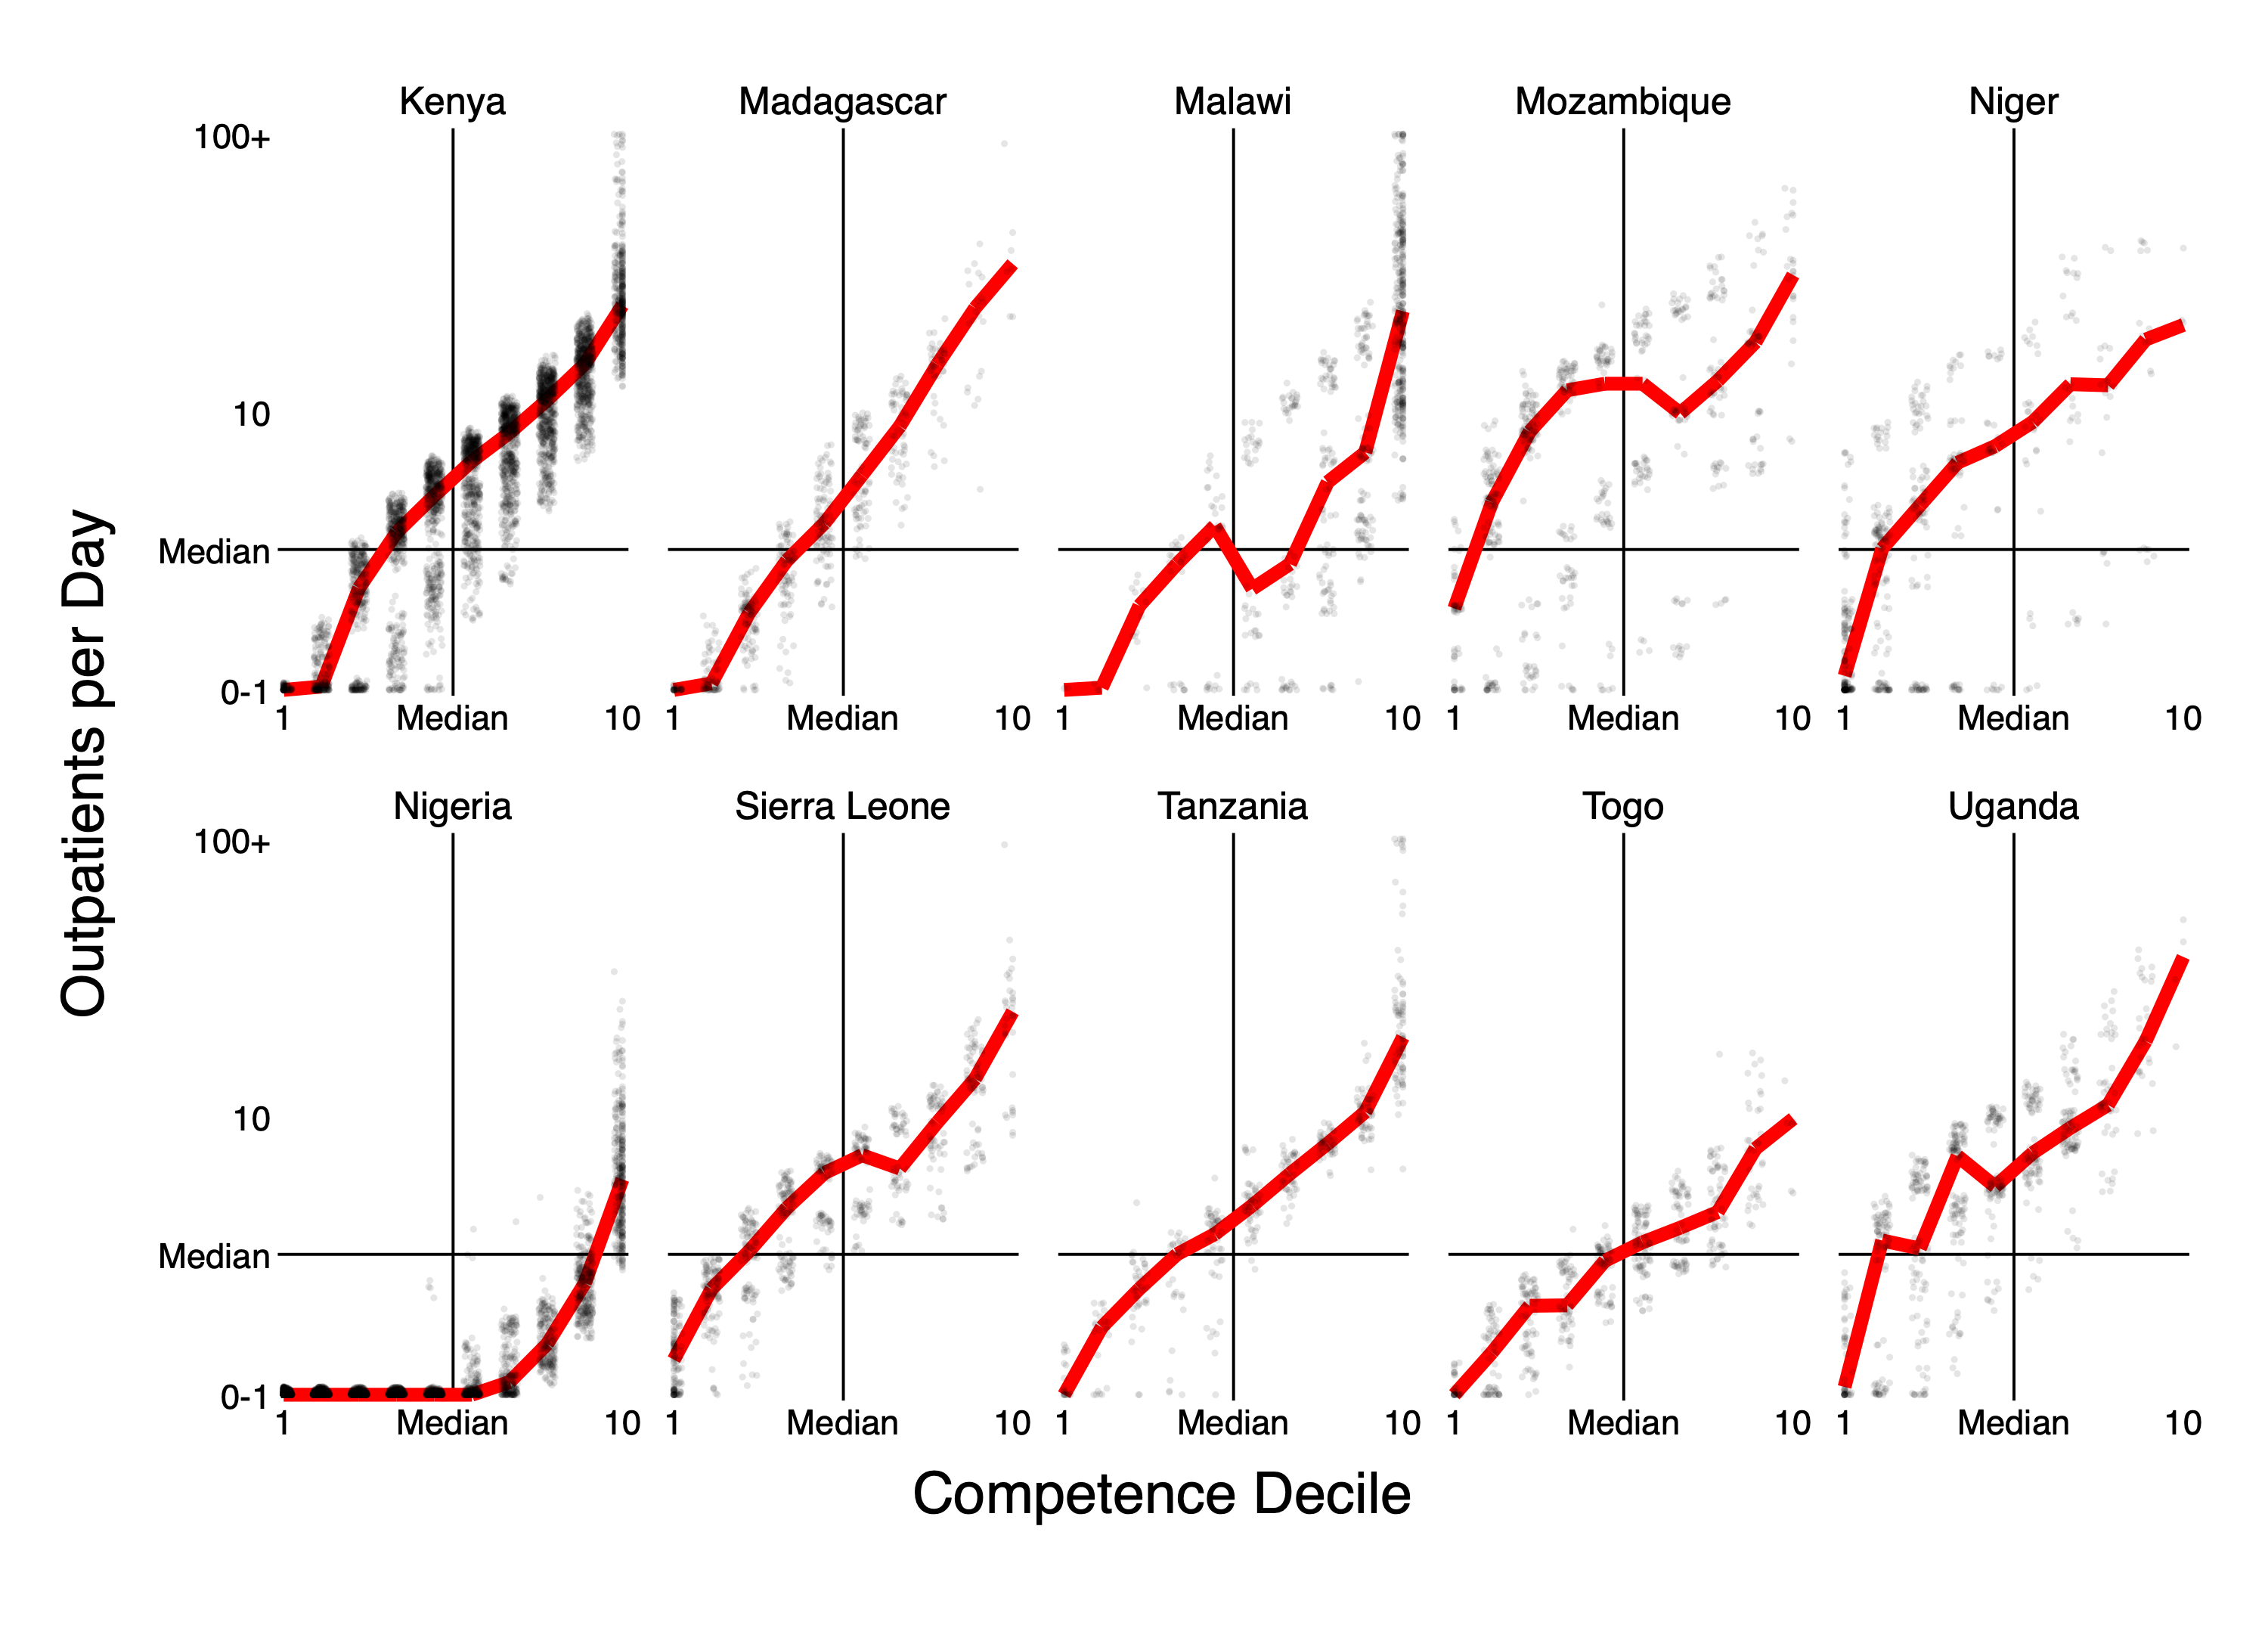 Kenya Madagascar Malawi Mozambique Niger
100+
10
Median
0-1
1 Median 10 1 Median 10 1 Median 10 1 Median 10 1 Median 10
Outpatients per Day
Nigeria Sierra Leone Tanzania Togo Uganda
100+
10
Median
0-1
1 Median 10 1 Median 10 1 Median 10 1 Median 10 1 Median 10
Competence Decile